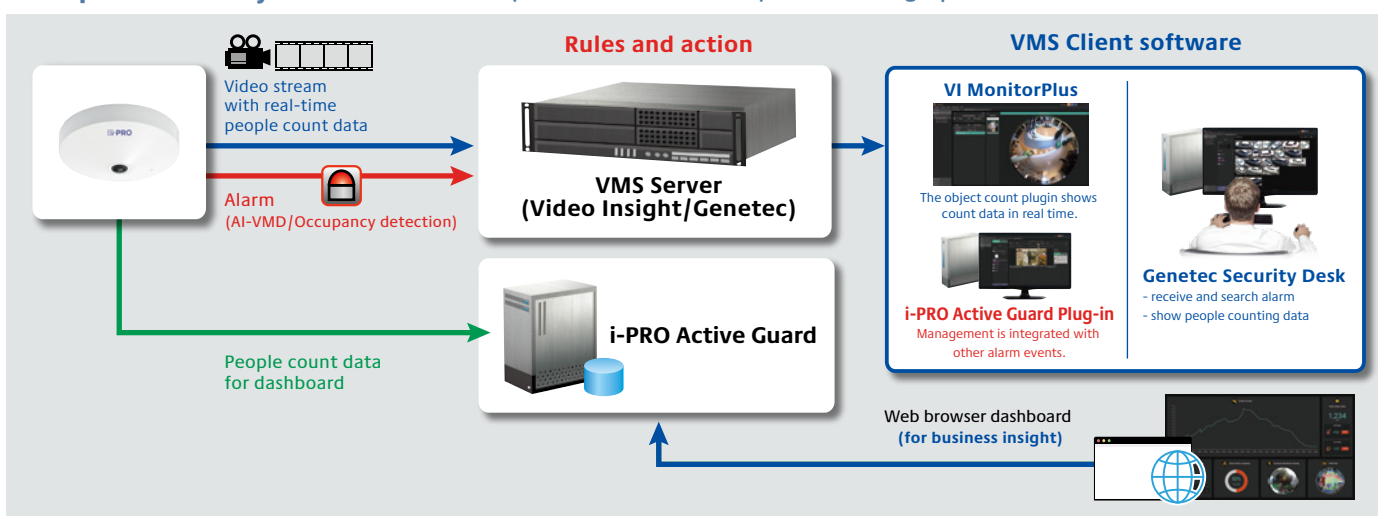 i-PRO
Video stream
with real-time
people count data
Alarm
(AI-VMD/Occupancy detection)
People count data
for dashboard
Rules and action
VMS Server
(Video Insight/Genetec)
i-PRO Active Guard
VMS Client software
VI MonitorPlus
The object count plugin shows
count data in real time.
i-PRO Active Guard Plug-in
Management is integrated with
other alarm events.
Genetec Security Desk
- receive and search alarm
- show people counting data
Web browser dashboard
(for business insight)
1,234